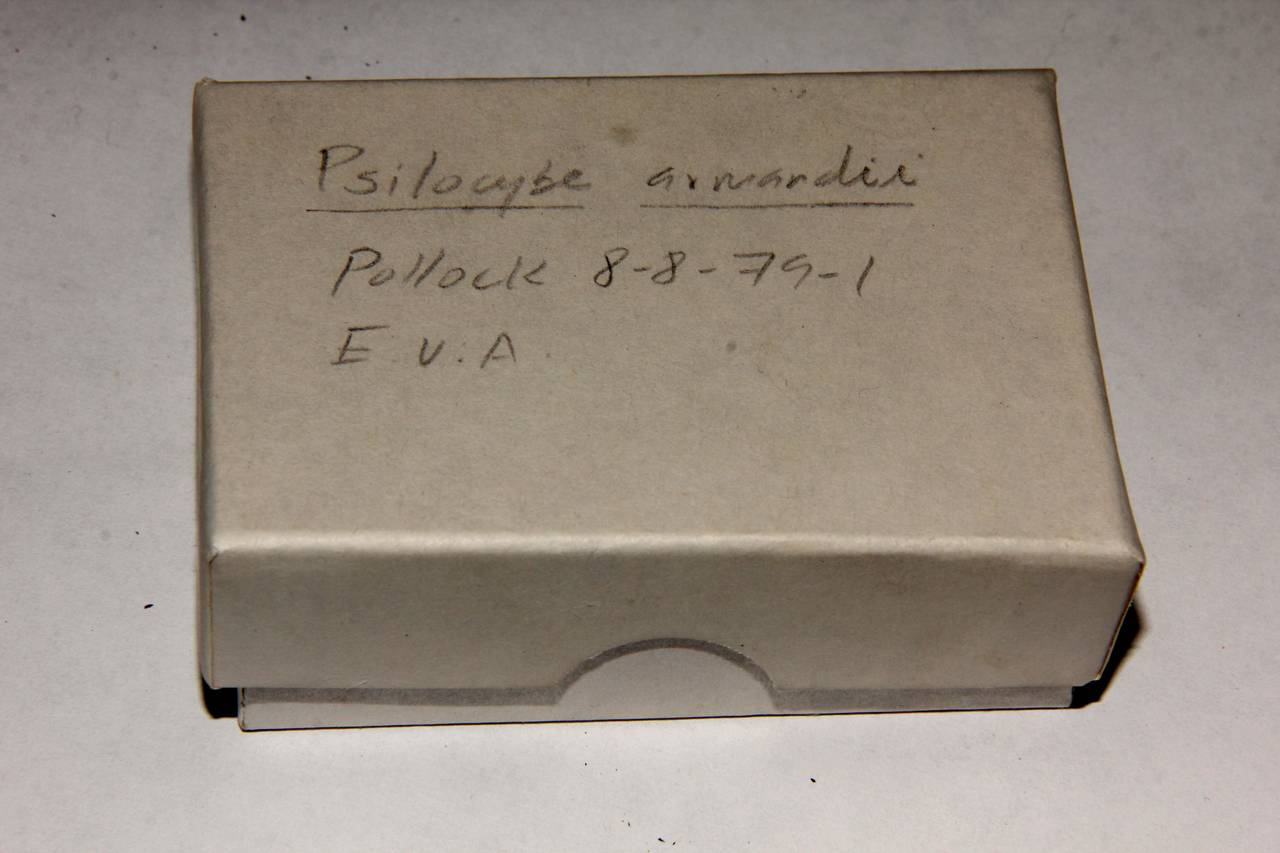 Psilocybe armandii
Pollock 8-8-79-1
E.V.A.